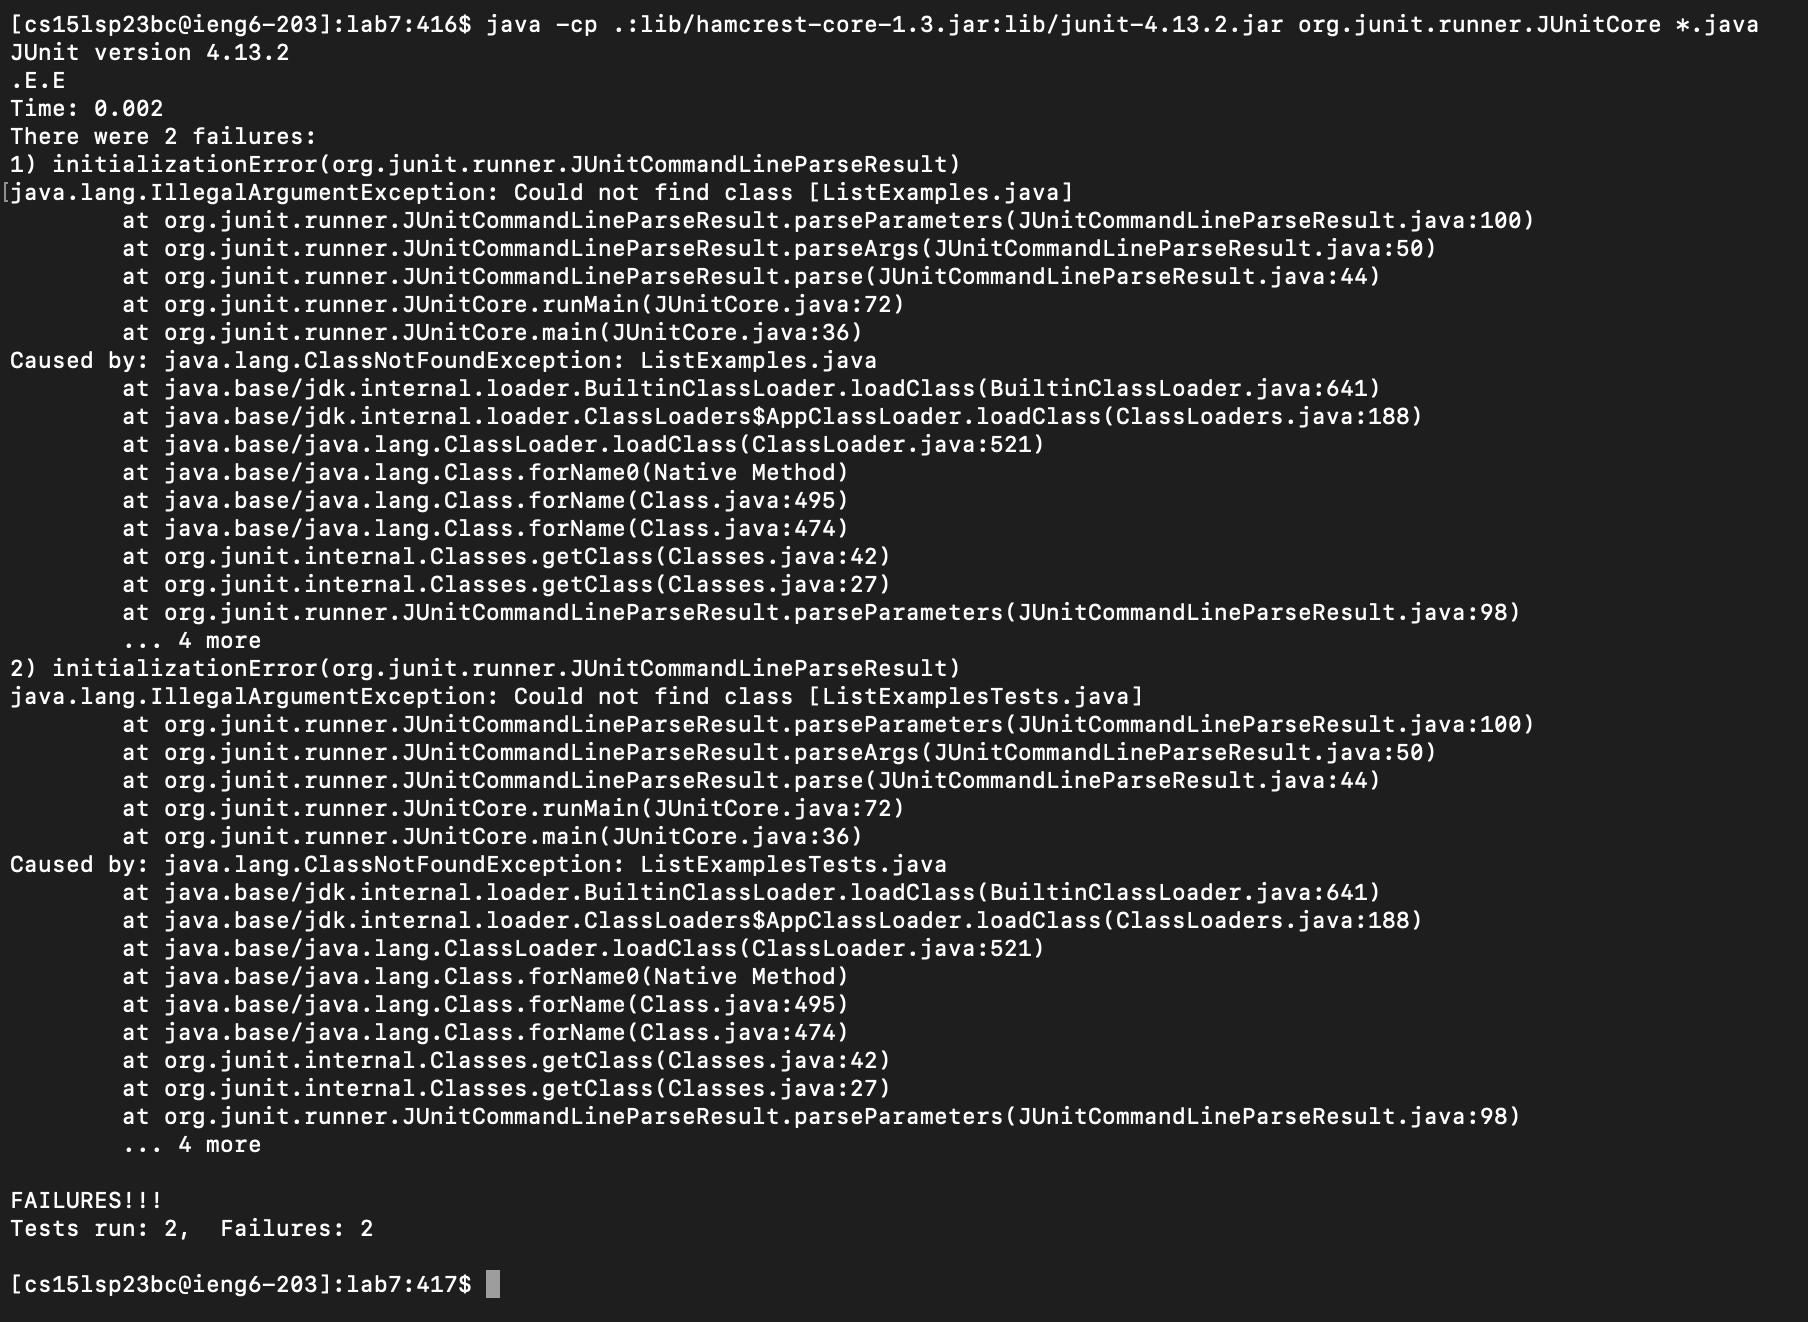 [cs15lsp23bc@ieng6-203]:lab7:416$ java -cp .:lib/hamcrest-core-1.3.jar:lib/junit-4.13.2.jar org.junit.runner.JUnitCore *.java
JUnit version 4.13.2
.E.E
Time: 0.002
There were 2 failures:
1) initializationError(org.junit.runner.JUnitCommandLineParseResult)
[java.lang.IllegalArgumentException: Could not find class [ListExamples.java]
        at org.junit.runner.JUnitCommandLineParseResult.parseParameters(JUnitCommandLineParseResult.java:100)
        at org.junit.runner.JUnitCommandLineParseResult.parseArgs(JUnitCommandLineParseResult.java:50)
        at org.junit.runner.JUnitCommandLineParseResult.parse(JUnitCommandLineParseResult.java:44)
        at org.junit.runner.JUnitCore.runMain(JUnitCore.java:72)
        at org.junit.runner.JUnitCore.main(JUnitCore.java:36)
Caused by: java.lang.ClassNotFoundException: ListExamples.java
        at java.base/jdk.internal.loader.BuiltinClassLoader.loadClass(BuiltinClassLoader.java:641)
        at java.base/jdk.internal.loader.ClassLoaders$AppClassLoader.loadClass(ClassLoaders.java:188)
        at java.base/java.lang.ClassLoader.loadClass(ClassLoader.java:521)
        at java.base/java.lang.Class.forName0(Native Method)
        at java.base/java.lang.Class.forName(Class.java:495)
        at java.base/java.lang.Class.forName(Class.java:474)
        at org.junit.internal.Classes.getClass(Classes.java:42)
        at org.junit.internal.Classes.getClass(Classes.java:27)
        at org.junit.runner.JUnitCommandLineParseResult.parseParameters(JUnitCommandLineParseResult.java:98)
        ... 4 more
2) initializationError(org.junit.runner.JUnitCommandLineParseResult)
java.lang.IllegalArgumentException: Could not find class [ListExamplesTests.java]
        at org.junit.runner.JUnitCommandLineParseResult.parseParameters(JUnitCommandLineParseResult.java:100)
        at org.junit.runner.JUnitCommandLineParseResult.parseArgs(JUnitCommandLineParseResult.java:50)
        at org.junit.runner.JUnitCommandLineParseResult.parse(JUnitCommandLineParseResult.java:44)
        at org.junit.runner.JUnitCore.runMain(JUnitCore.java:72)
        at org.junit.runner.JUnitCore.main(JUnitCore.java:36)
Caused by: java.lang.ClassNotFoundException: ListExamplesTests.java
        at java.base/jdk.internal.loader.BuiltinClassLoader.loadClass(BuiltinClassLoader.java:641)
        at java.base/jdk.internal.loader.ClassLoaders$AppClassLoader.loadClass(ClassLoaders.java:188)
        at java.base/java.lang.ClassLoader.loadClass(ClassLoader.java:521)
        at java.base/java.lang.Class.forName0(Native Method)
        at java.base/java.lang.Class.forName(Class.java:495)
        at java.base/java.lang.Class.forName(Class.java:474)
        at org.junit.internal.Classes.getClass(Classes.java:42)
        at org.junit.internal.Classes.getClass(Classes.java:27)
        at org.junit.runner.JUnitCommandLineParseResult.parseParameters(JUnitCommandLineParseResult.java:98)
        ... 4 more

FAILURES!!!
Tests run: 2,  Failures: 2

[cs15lsp23bc@ieng6-203]:lab7:417$